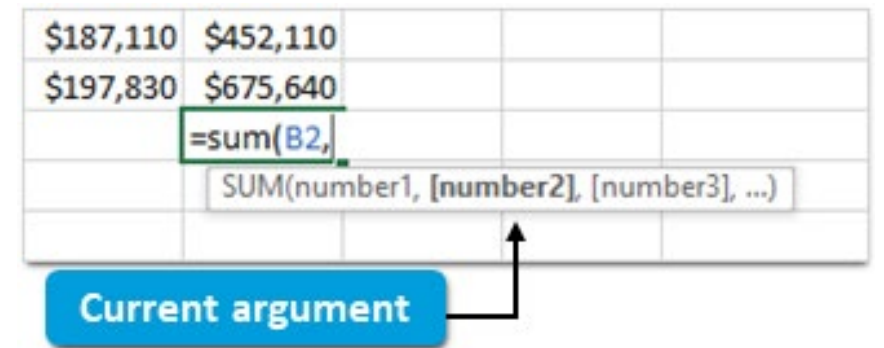 $187,110 $452,110
$197,830 $675,640
=sum(B2,
SUM(number1, [number2], [number3], ...)
Current argument